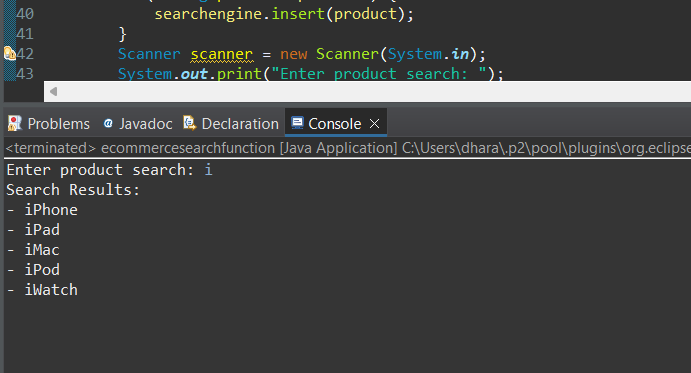 40 searchengine.insert(product);
41 }
42 Scanner scanner = new Scanner(System.in);
43 System.out.print("Enter product search: ");
Problems @ Javadoc Declaration Console
<terminated> ecommercesearchfunction [Java Application] C:\Users\dhara\.p2\pool\plugins\org.eclipse
Enter product search: i
Search Results:
- iPhone
- iPad
- iMac
- iPod
- iWatch